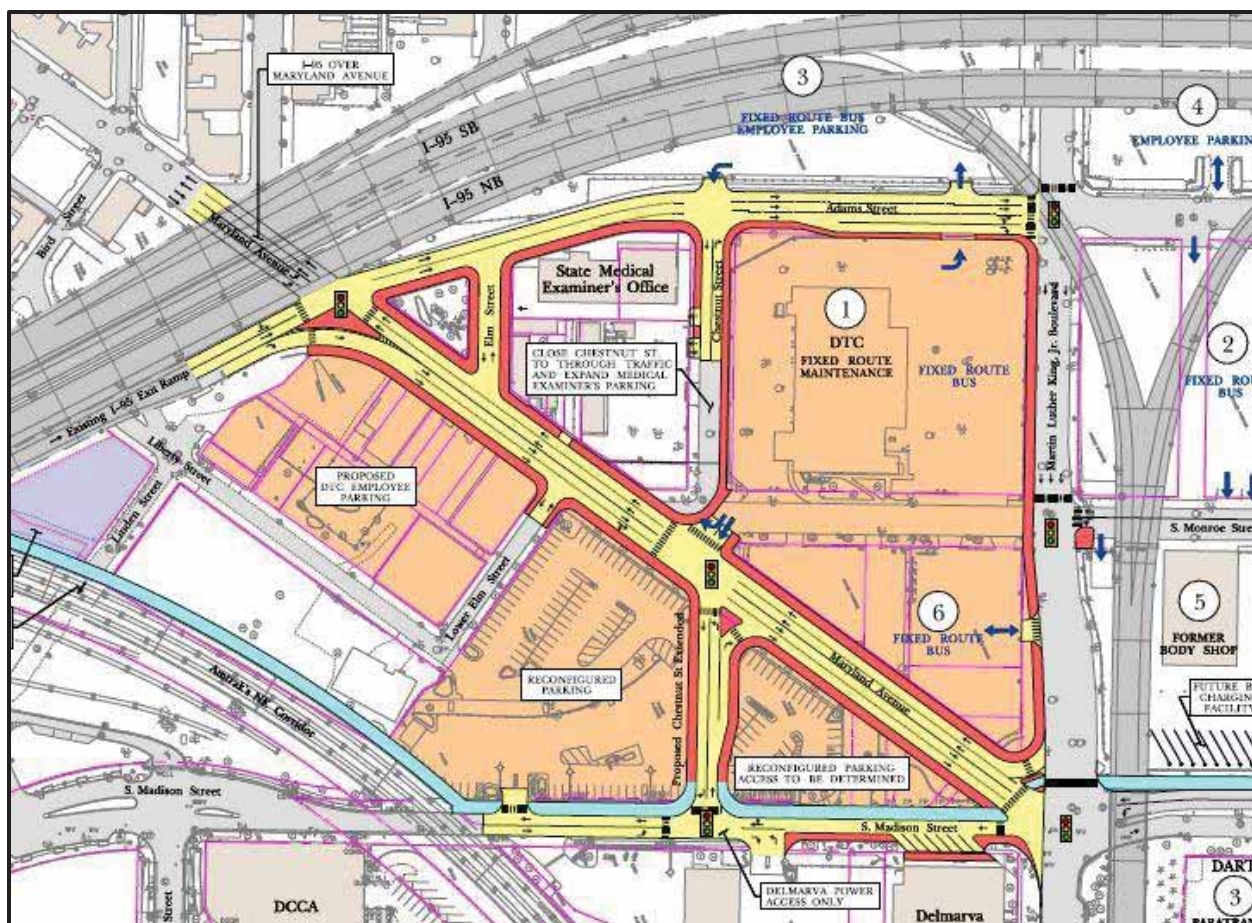 I-95 OVER
MARYLAND AVENUE
3
FIXED ROUTE BUS
EMPLOYEE PARKING
4
EMPLOYEE PARKIN
I-95 SB
I-95 NB
Bird Street
Maryland Avenue
Adams Street
State Medical
Examiner's Office
Elm Street
Chestnut Street
1
DTC
FIXED ROUTE
MAINTENANCE
FIXED ROUTE
BUS
Martin Luther King, Jr. Boulevard
2
FIXED ROU
BUS
CLOSE CHESTNUT ST.
TO THROUGH TRAFFIC
AND EXPAND MEDICAL
EXAMINER'S PARKING
Existing I-95 Exit Ramp
Liberty Street
Linden Street
PROPOSED
DTC EMPLOYEE
PARKING
S. Monroe Stree
Lower Elm Street
6
FIXED ROUTE
BUS
5
FORMER
BODY SHOP
Proposed Chestnut St Extended
Maryland Avenue
RECONFIGURED
PARKING
FUTURE B
CHARGING
FACILITY
Amtrak's NE Corridor
RECONFIGURED PARKING
ACCESS TO BE DETERMINED
S. Madison Street
S. Madison Street
DELMARVA POWER
ACCESS ONLY
Street
DCCA
Delmarva
DART
3
PARATRAN